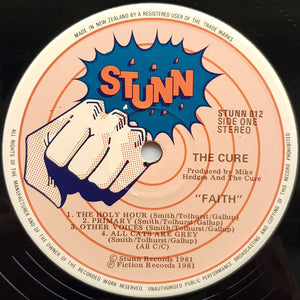 MADE IN NEW ZEALAND BY A REGISTERED USER OF THE TRADE MARKS.
STUNN
STUNN 012
SIDE ONE
STEREO
THE CURE
Produced by Mike
Hedges And The Cure
"FAITH"
1. THE HOLY HOUR (Smith/Tolhurst/Gallup)
2. PRIMARY (Smith/Tolhurst/Gallup)
3. OTHER VOICES (Smith/Tolhurst/Gallup)
4. ALL CATS ARE GREY
(Smith/Tolhurst/Gallup)
(All C/C)
Ⓟ Stunn Records 1981
© Fiction Records 1981
ALL RIGHTS OF THE MANUFACTURER AND OF THE OWNER OF THE RECORDED WORK RESERVED. UNAUTHORISED PUBLIC PERFORMANCE, BROADCASTING AND COPYING OF THIS RECORD PROHIBITED